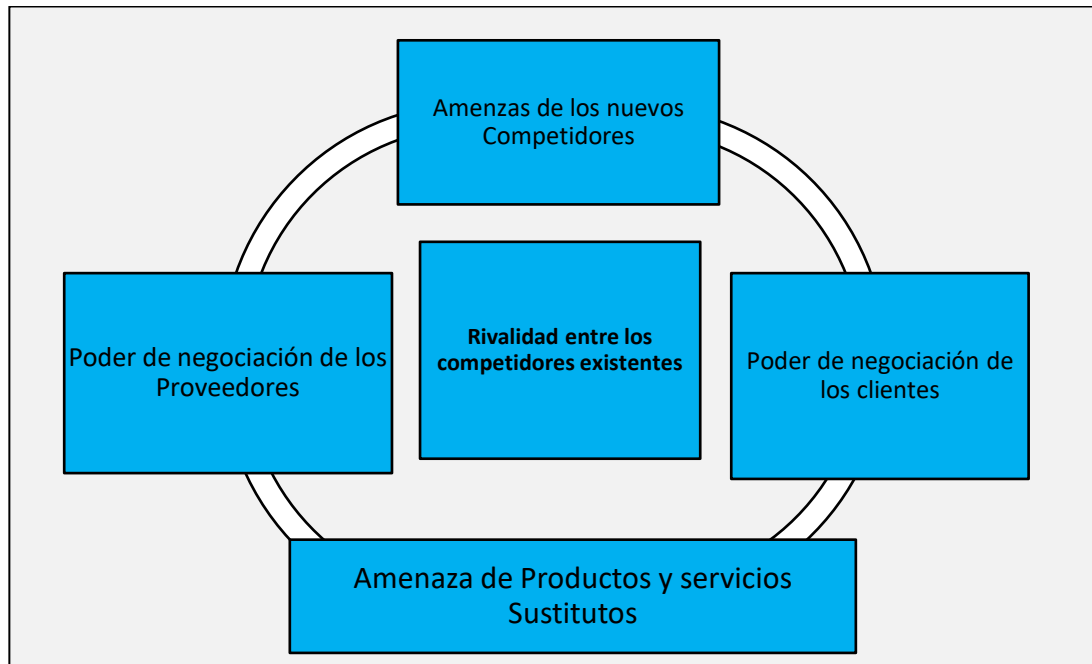 Amenzas de los nuevos
Competidores
Poder de negociación de los
Proveedores
Rivalidad entre los
competidores existentes
Poder de negociación de
los clientes
Amenaza de Productos y servicios
Sustitutos